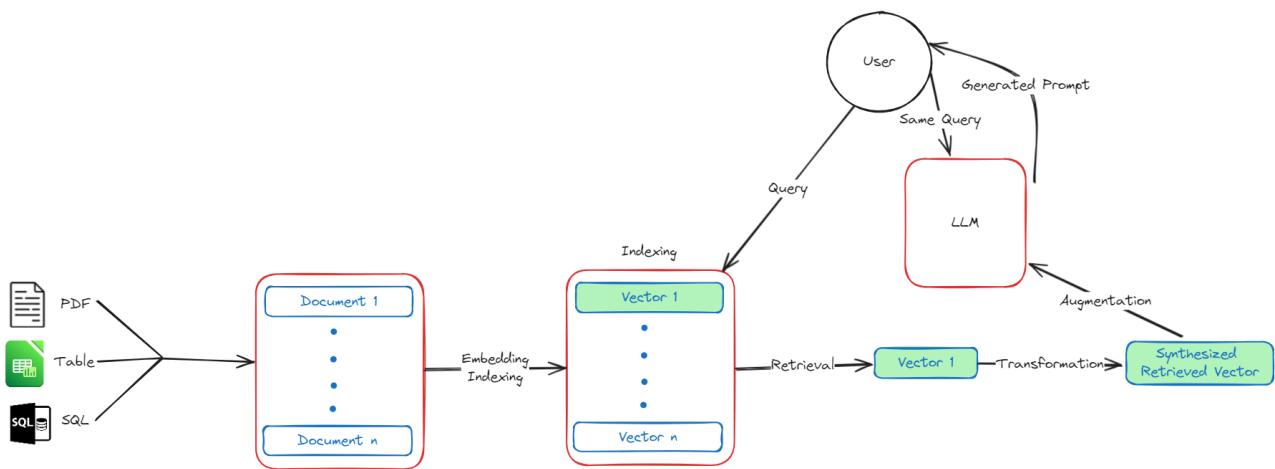 User
Generated Prompt
Same Query
Query
LLM
Indexing
PDF
Table
SQL
SQL
Document 1
Document n
Embedding
Indexing
Vector 1
Vector n
Retrieval
Vector 1
Transformation
Synthesized
Retrieved Vector
Augmentation